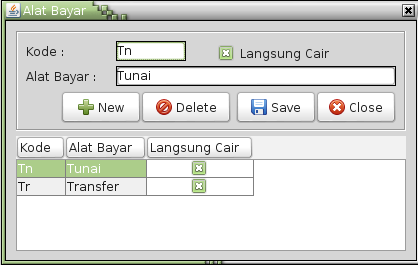 Alat Bayar
Kode : Tn Langsung Cair
Alat Bayar : Tunai
New Delete Save Close
Kode Alat Bayar Langsung Cair
Tn Tunai
Tr Transfer